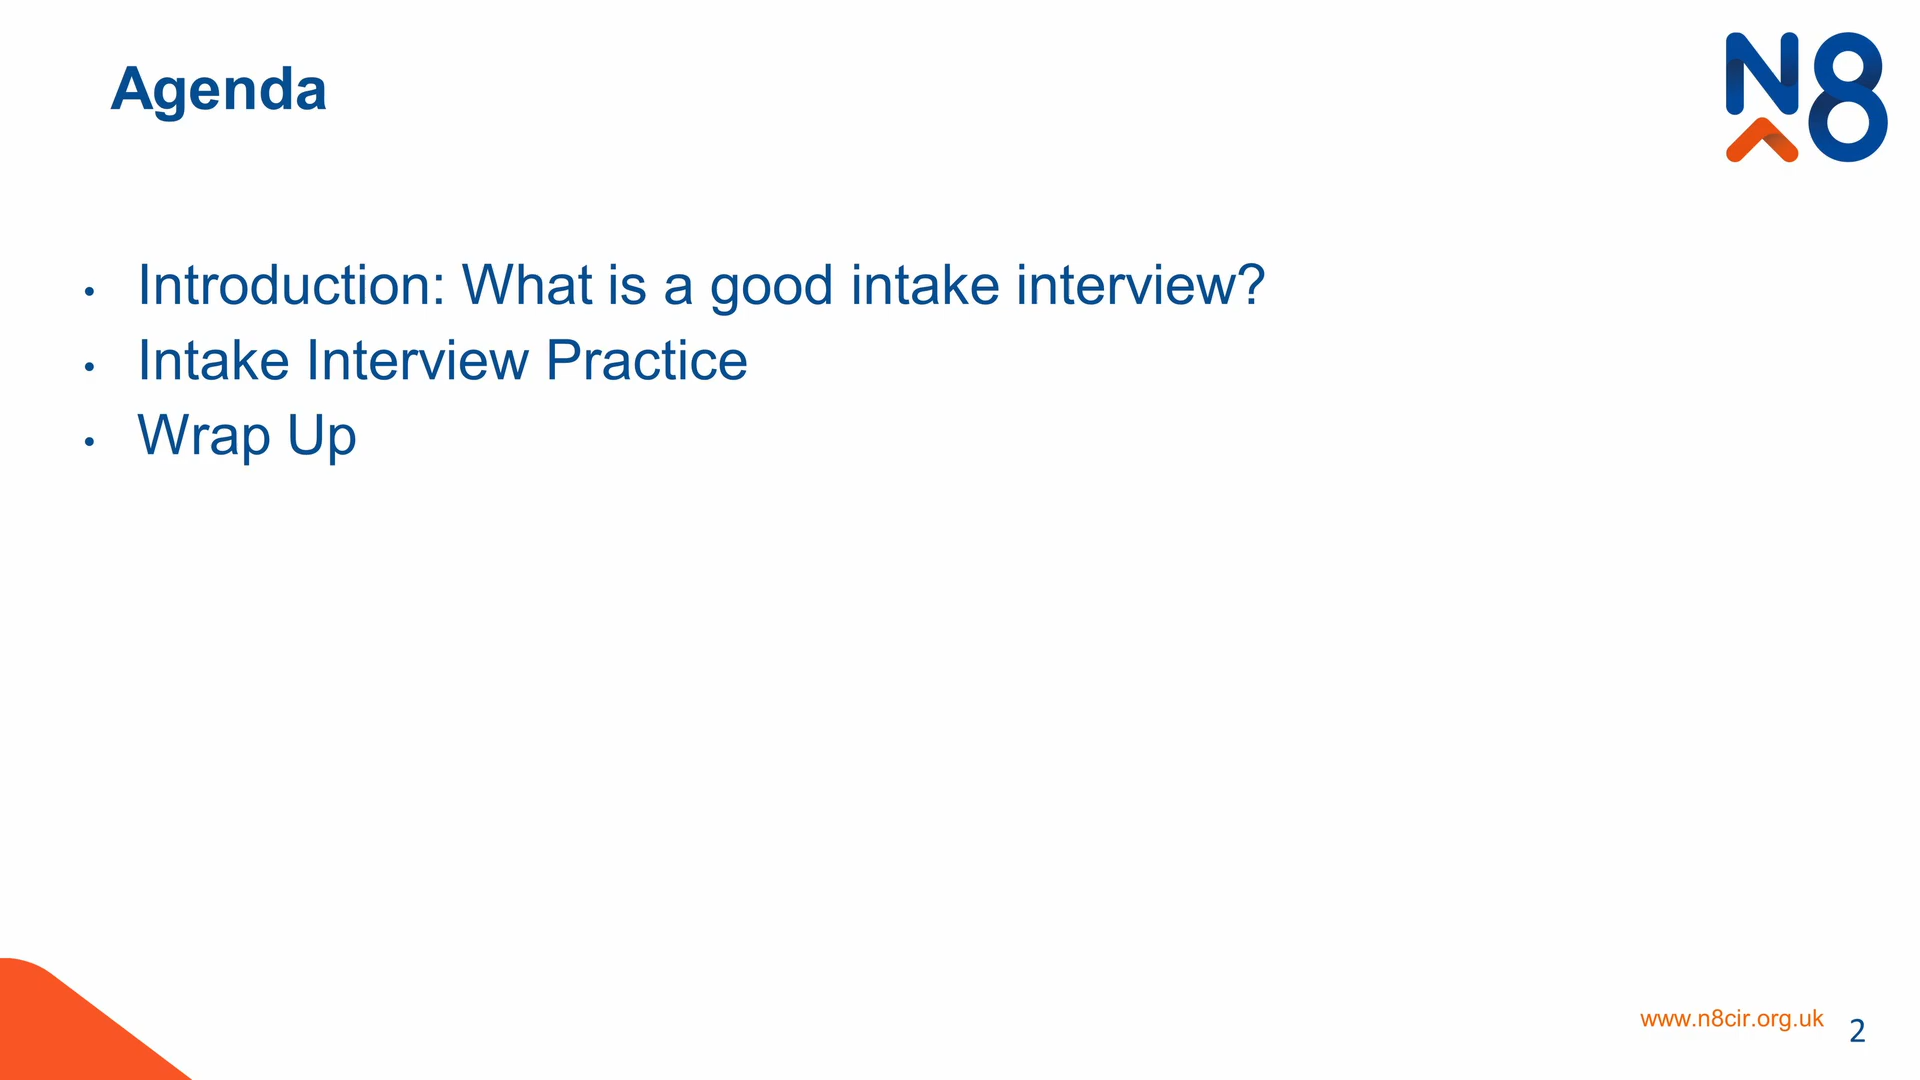 Agenda
N8
• Introduction: What is a good intake interview?
• Intake Interview Practice
• Wrap Up
www.n8cir.org.uk
2